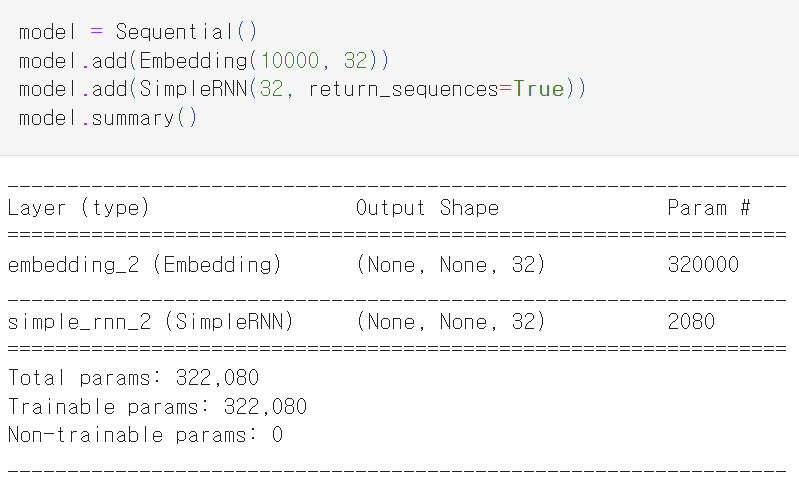 model = Sequential()
model.add(Embedding(10000, 32))
model.add(SimpleRNN(32, return_sequences=True))
model.summary()
_________________________________________________________________
Layer (type)                 Output Shape              Param #
=================================================================
embedding_2 (Embedding)      (None, None, 32)          320000
_________________________________________________________________
simple_rnn_2 (SimpleRNN)     (None, None, 32)          2080
=================================================================
Total params: 322,080
Trainable params: 322,080
Non-trainable params: 0
_________________________________________________________________